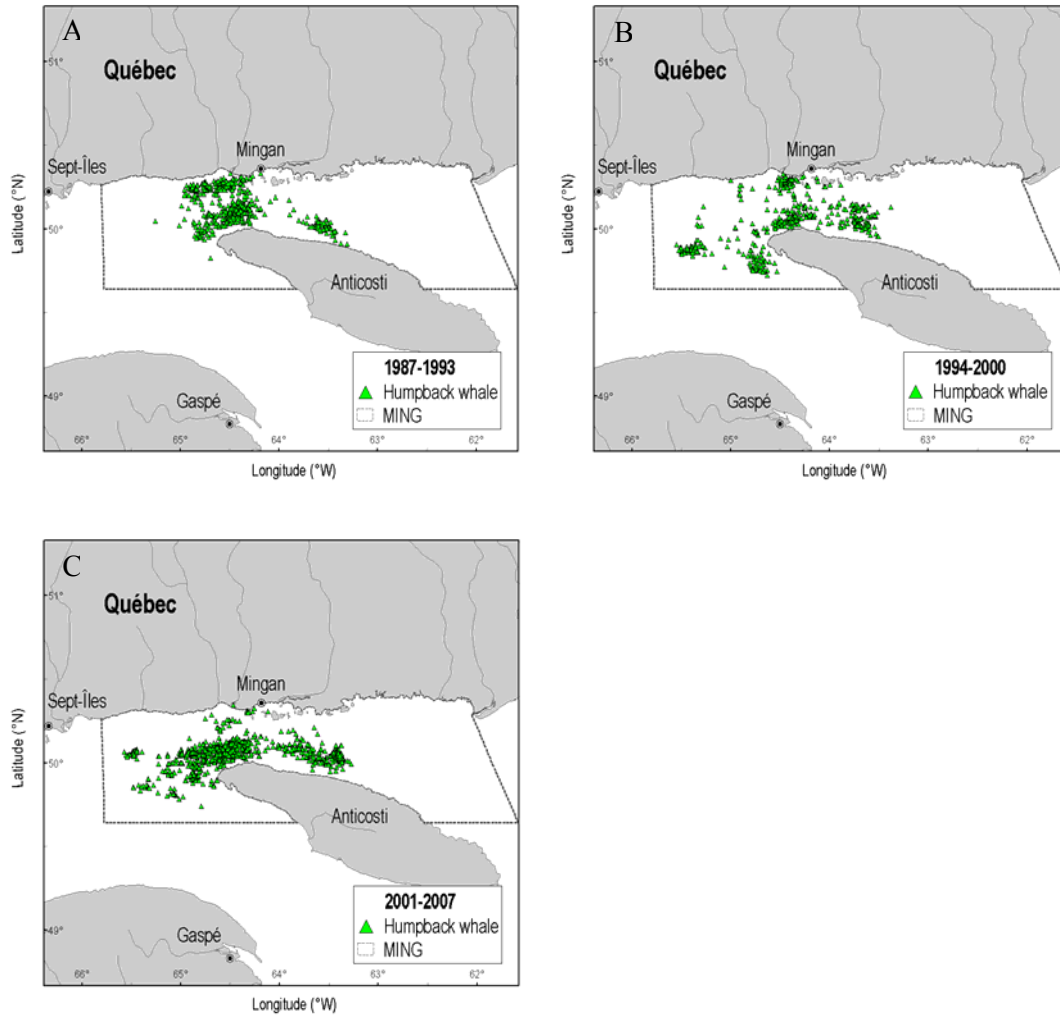 A
Québec
51°
Mingan
Sept-Îles
50°
Latitude (°N)
Anticosti
1987-1993
Humpback whale
MING
49°
Gaspé
66°
65°
64°
63°
62°
Longitude (°W)
B
Québec
51°
Mingan
Sept-Îles
50°
Latitude (°N)
Anticosti
1994-2000
Humpback whale
MING
49°
Gaspé
66°
65°
64°
63°
62°
Longitude (°W)
C
Québec
51°
Mingan
Sept-Îles
50°
Latitude (°N)
Anticosti
2001-2007
Humpback whale
MING
49°
Gaspé
66°
65°
64°
63°
62°
Longitude (°W)